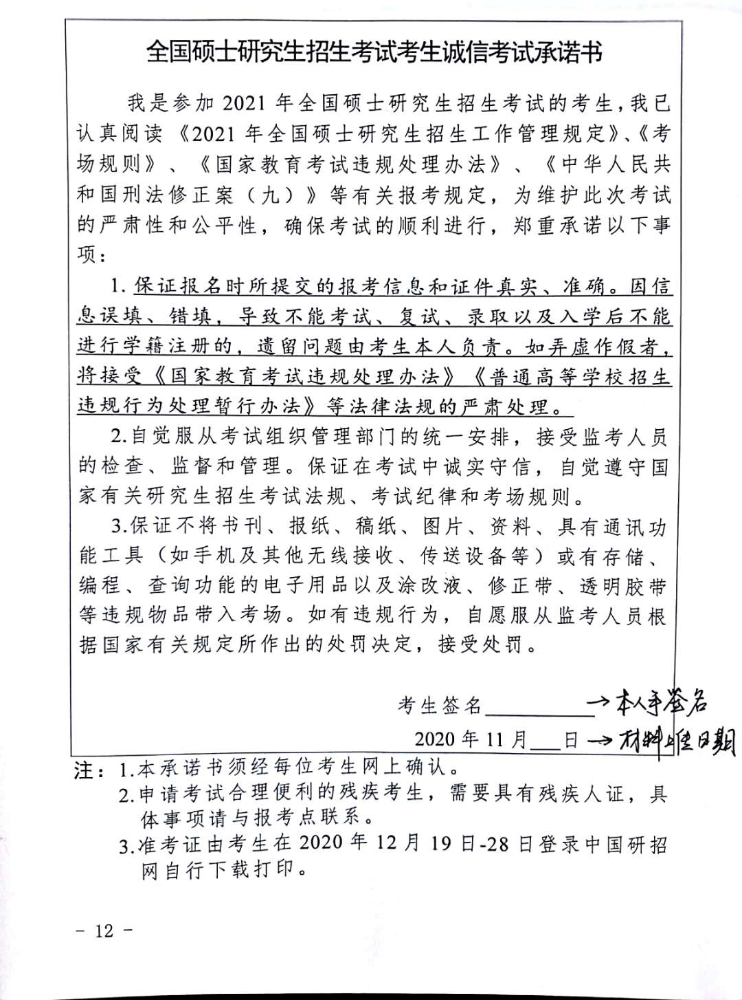 全国硕士研究生招生考试考生诚信考试承诺书
我是参加 2021 年全国硕士研究生招生考试的考生,我已
认真阅读《2021 年全国硕士研究生招生工作管理规定》、《考
场规则》、《国家教育考试违规处理办法》、《中华人民共
和国刑法修正案（九）》等有关报考规定，为维护此次考试
的严肃性和公平性，确保考试的顺利进行，郑重承诺以下事
项：
1. 保证报名时所提交的报考信息和证件真实、准确。因信
息误填、错填，导致不能考试、复试、录取以及入学后不能
进行学籍注册的，遗留问题由考生本人负责。如弄虚作假者，
将接受《国家教育考试违规处理办法》《普通高等学校招生
违规行为处理暂行办法》等法律法规的严肃处理。
2.自觉服从考试组织管理部门的统一安排，接受监考人员
的检查、监督和管理。保证在考试中诚实守信，自觉遵守国
家有关研究生招生考试法规、考试纪律和考场规则。
3.保证不将书刊、报纸、稿纸、图片、资料、具有通讯功
能工具（如手机及其他无线接收、传送设备等）或有存储、
编程、查询功能的电子用品以及涂改液、修正带、透明胶带
等违规物品带入考场。如有违规行为，自愿服从监考人员根
据国家有关规定所作出的处罚决定，接受处罚。
考生签名__________→本人手签名
2020 年 11 月___日→材料上传日期
注：1.本承诺书须经每位考生网上确认。
2.申请考试合理便利的残疾考生，需要具有残疾人证，具
体事项请与报考点联系。
3.准考证由考生在 2020 年 12 月 19 日-28 日登录中国研招
网自行下载打印。
- 12 -